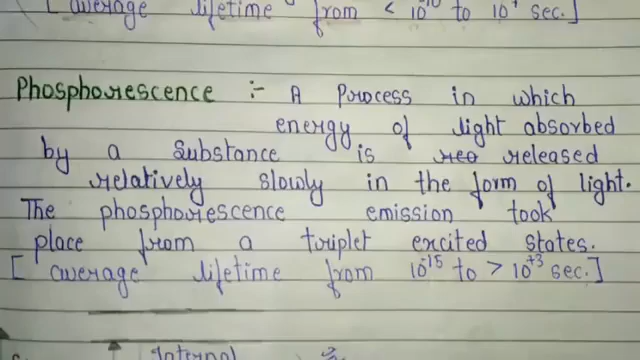 [ average lifetime from < 10⁻¹⁰ to 10 sec.]
Phosphorescence :- A Process in which
energy of light absorbed
by a substance is reo released
relatively slowly in the form of light.
The phosphorescence emission took
place from a triplet excited states.
[ average lifetime from 10⁻¹⁵ to > 10⁺³ sec.]
Internal